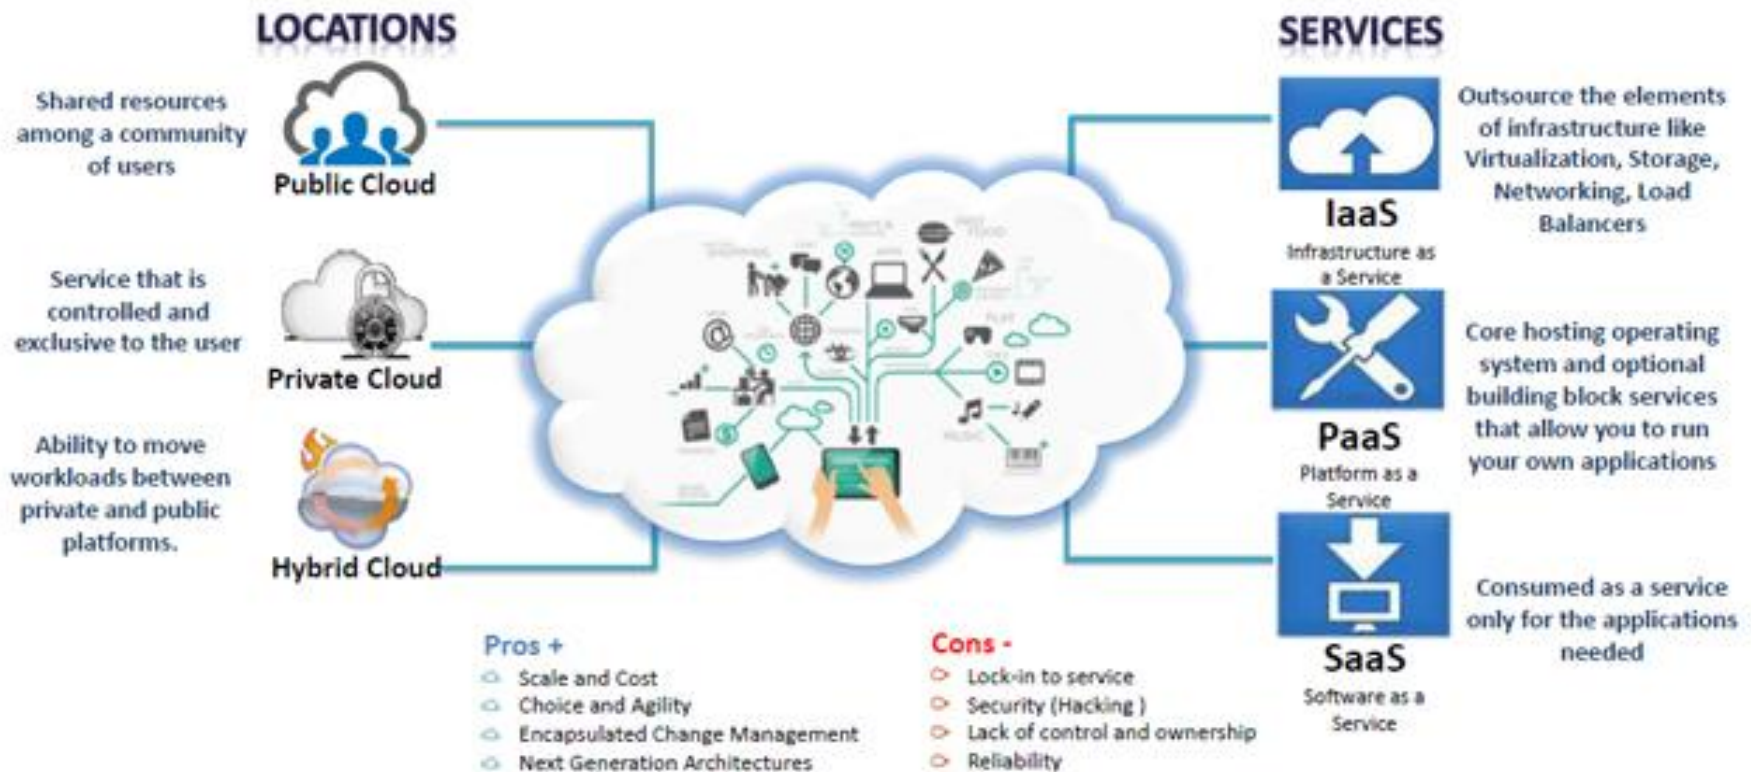 LOCATIONS
Shared resources
among a community
of users
Public Cloud
Service that is
controlled and
exclusive to the user
Private Cloud
Ability to move
workloads between
private and public
platforms.
Hybrid Cloud
SERVICES
IaaS
Infrastructure as
a Service
Outsource the elements
of infrastructure like
Virtualization, Storage,
Networking, Load
Balancers
PaaS
Platform as a
Service
Core hosting operating
system and optional
building block services
that allow you to run
your own applications
SaaS
Software as a
Service
Consumed as a service
only for the applications
needed
FOOD
PLAY
MUSIC
Pros +
Scale and Cost
Choice and Agility
Encapsulated Change Management
Next Generation Architectures
Cons -
Lock-in to service
Security (Hacking )
Lack of control and ownership
Reliability